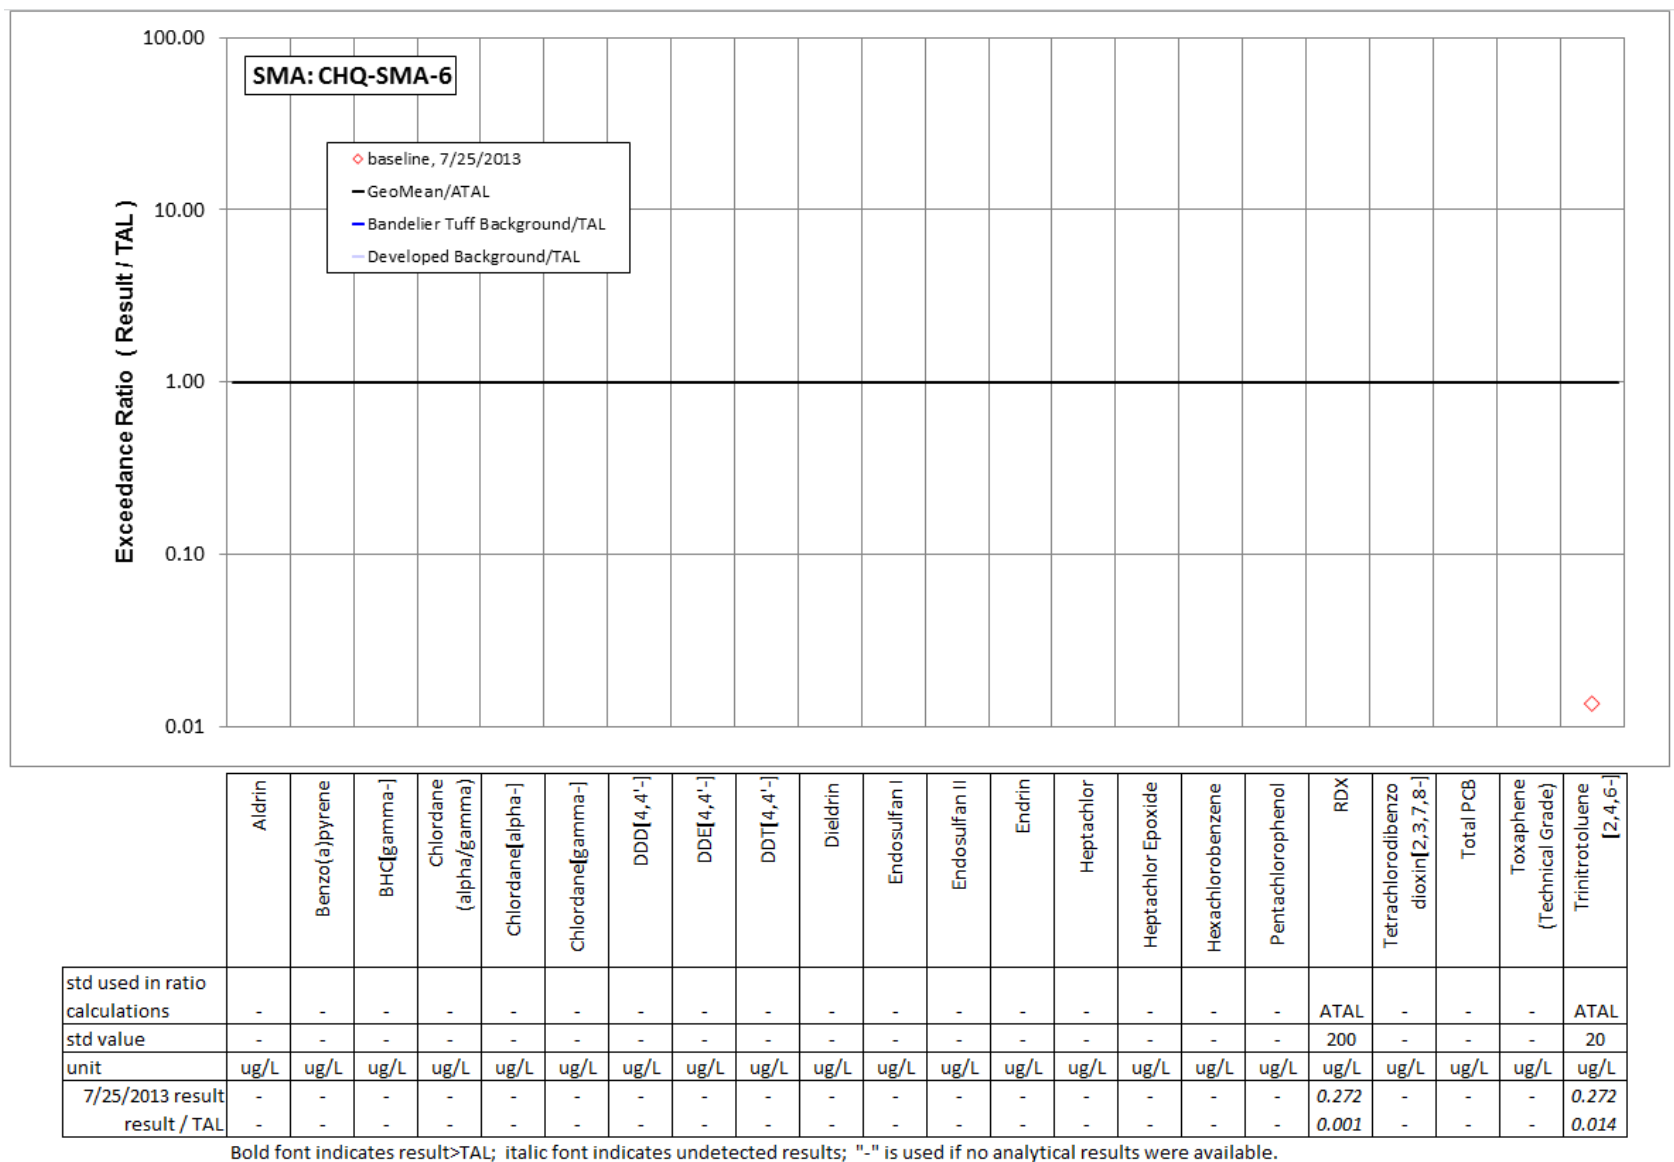 100.00
SMA: CHQ-SMA-6
baseline, 7/25/2013
GeoMean/ATAL
Bandelier Tuff Background/TAL
Developed Background/TAL
10.00
1.00
0.10
0.01
Exceedance Ratio ( Result / TAL )
Aldrin
Benzo(a)pyrene
BHC[gamma-]
Chlordane
(alpha/gamma)
Chlordane[alpha-]
Chlordane[gamma-]
DDD[4,4'-]
DDE[4,4'-]
DDT[4,4'-]
Dieldrin
Endosulfan I
Endosulfan II
Endrin
Heptachlor
Heptachlor Epoxide
Hexachlorobenzene
Pentachlorophenol
RDX
Tetrachlorodibenzo
dioxin[2,3,7,8-]
Total PCB
Toxaphene
(Technical Grade)
Trinitrotoluene
[2,4,6-]
std used in ratio
calculations - - - - - - - - - - - - - - - - - ATAL - - - ATAL
std value - - - - - - - - - - - - - - - - - 200 - - - 20
unit ug/L ug/L ug/L ug/L ug/L ug/L ug/L ug/L ug/L ug/L ug/L ug/L ug/L ug/L ug/L ug/L ug/L ug/L ug/L ug/L ug/L ug/L
7/25/2013 result - - - - - - - - - - - - - - - - - 0.272 - - - 0.272
result / TAL - - - - - - - - - - - - - - - - - 0.001 - - - 0.014
Bold font indicates result>TAL; italic font indicates undetected results; "-" is used if no analytical results were available.